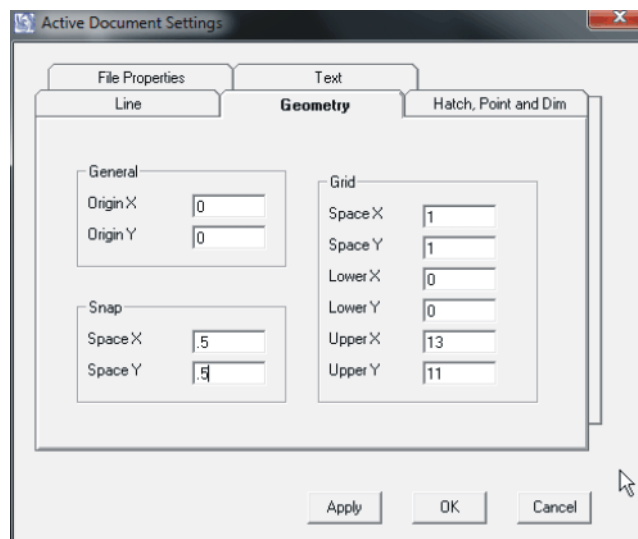 Active Document Settings
File Properties Text
Line Geometry Hatch, Point and Dim
General
Origin X 0
Origin Y 0
Snap
Space X .5
Space Y .5
Grid
Space X 1
Space Y 1
Lower X 0
Lower Y 0
Upper X 13
Upper Y 11
Apply OK Cancel